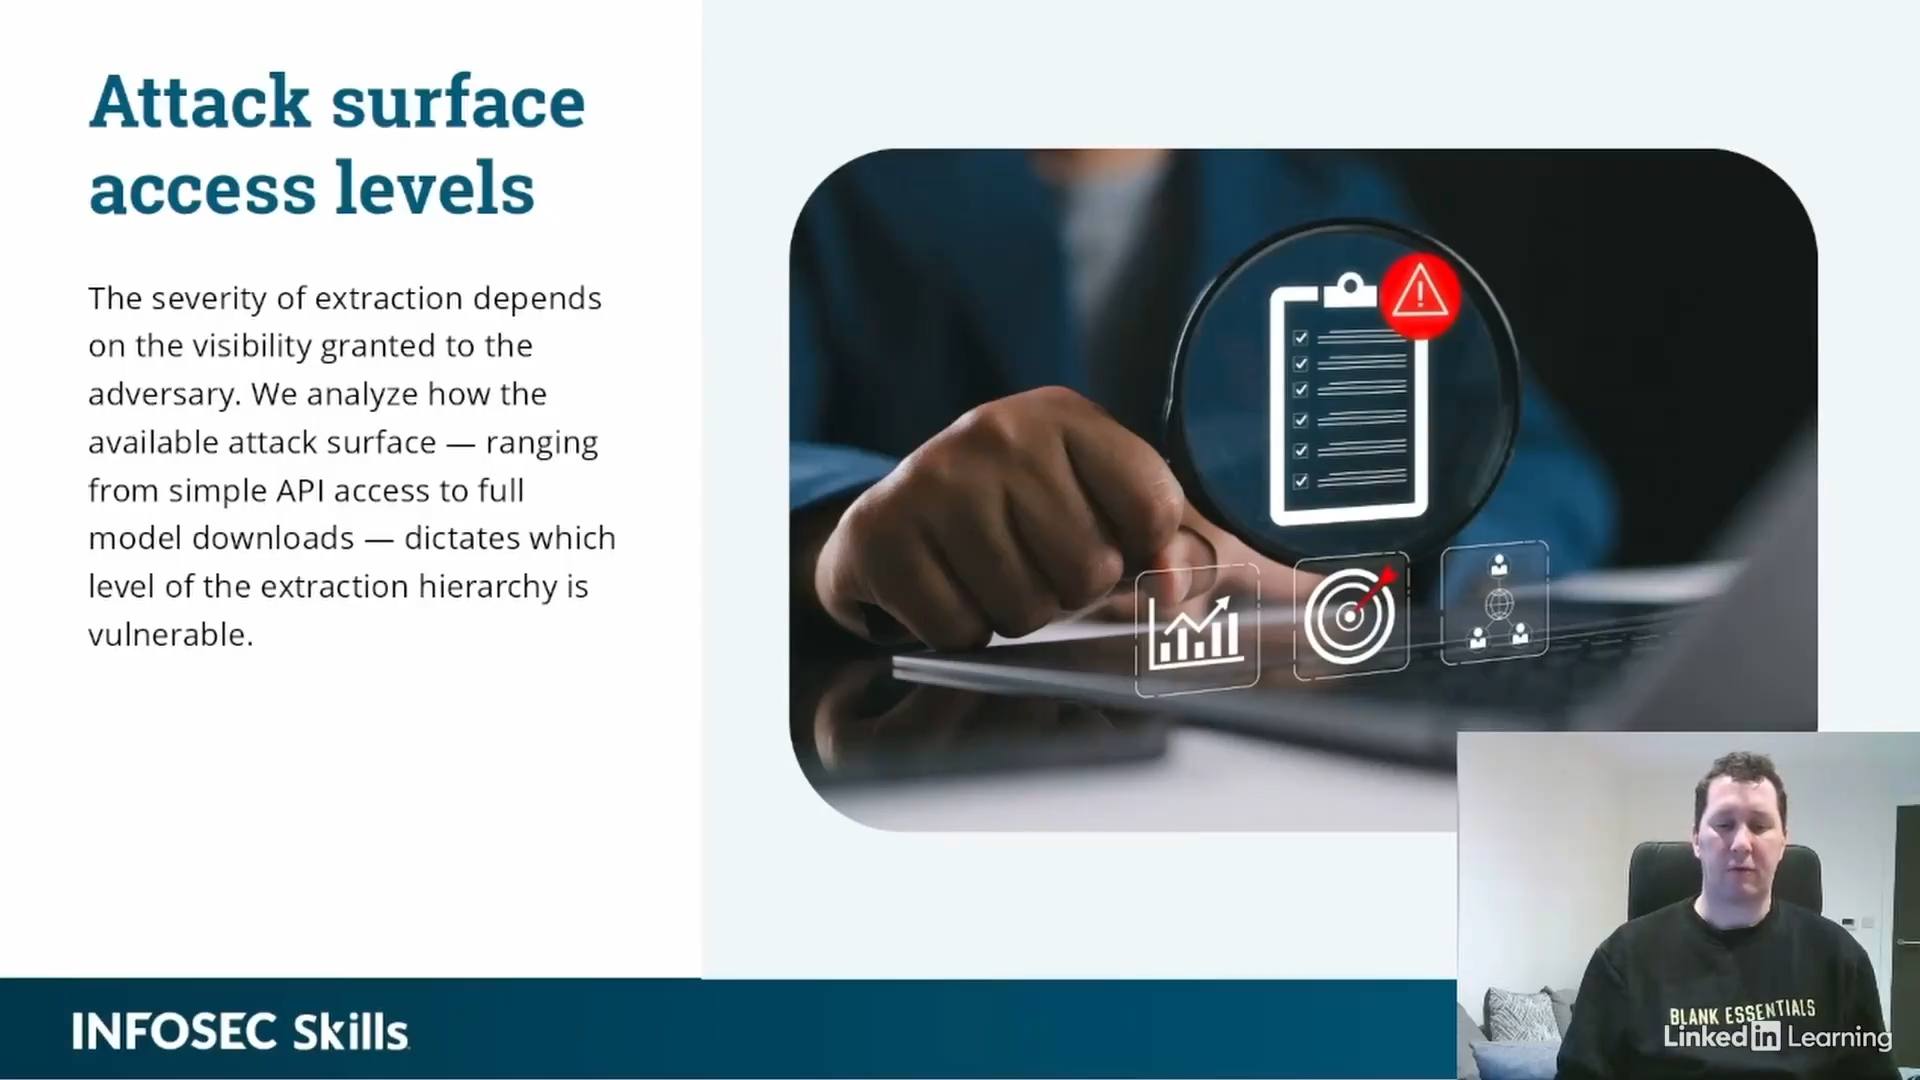 Attack surface
access levels
The severity of extraction depends
on the visibility granted to the
adversary. We analyze how the
available attack surface — ranging
from simple API access to full
model downloads — dictates which
level of the extraction hierarchy is
vulnerable.
INFOSEC Skills
BLANK ESSENTIALS
Linked in Learning